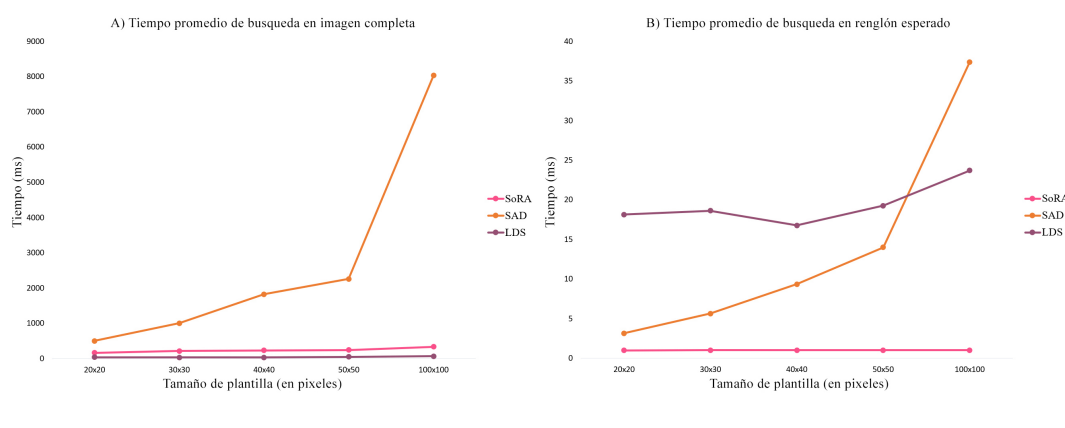 A) Tiempo promedio de busqueda en imagen completa
9000
8000
7000
6000
5000
4000
3000
2000
1000
0
Tiempo (ms)
20x20 30x30 40x40 50x50 100x100
Tamaño de plantilla (en pixeles)
SoRA
SAD
LDS
B) Tiempo promedio de busqueda en renglón esperado
40
35
30
25
20
15
10
5
0
Tiempo (ms)
20x20 30x30 40x40 50x50 100x100
Tamaño de plantilla (en pixeles)
SoRA
SAD
LDS